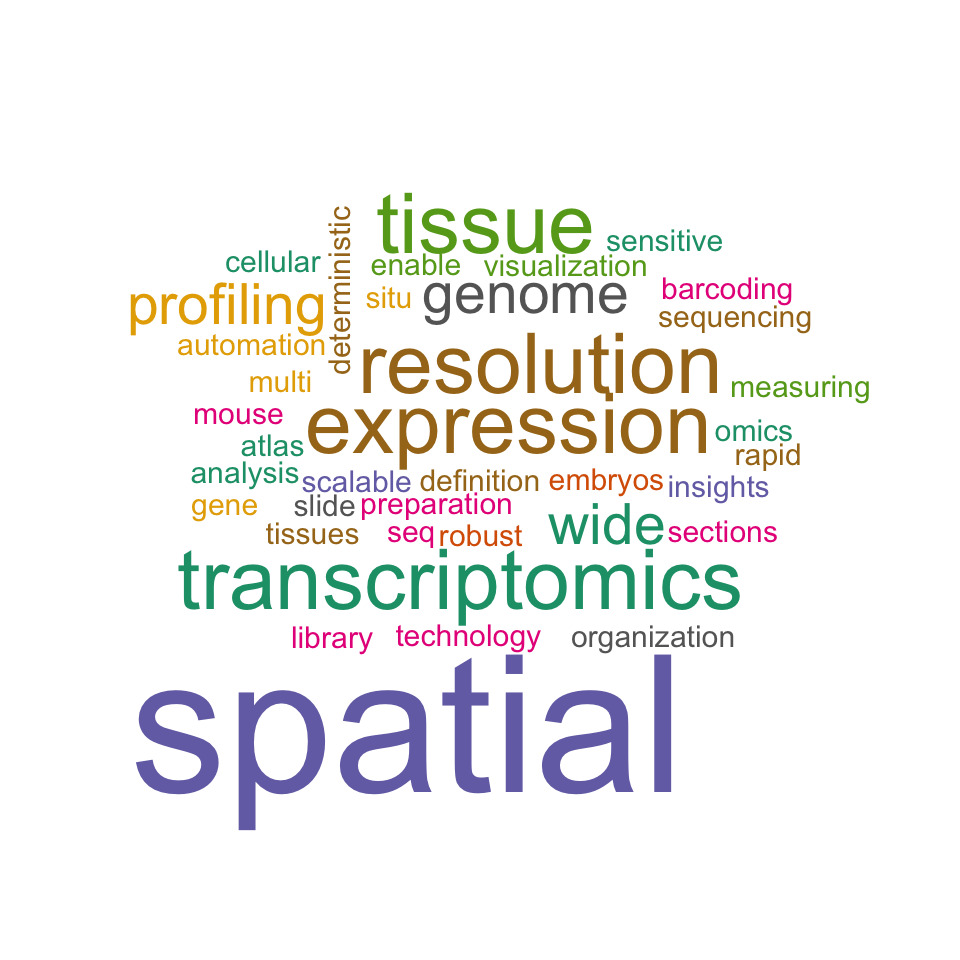 tissue
sensitive
deterministic
cellular
enable
visualization
profiling
situ
genome
barcoding
sequencing
automation
resolution
multi
measuring
mouse
expression
omics
atlas
rapid
analysis
scalable
definition
embryos
insights
gene
slide
preparation
wide
tissues
seq
robust
sections
transcriptomics
library
technology
organization
spatial